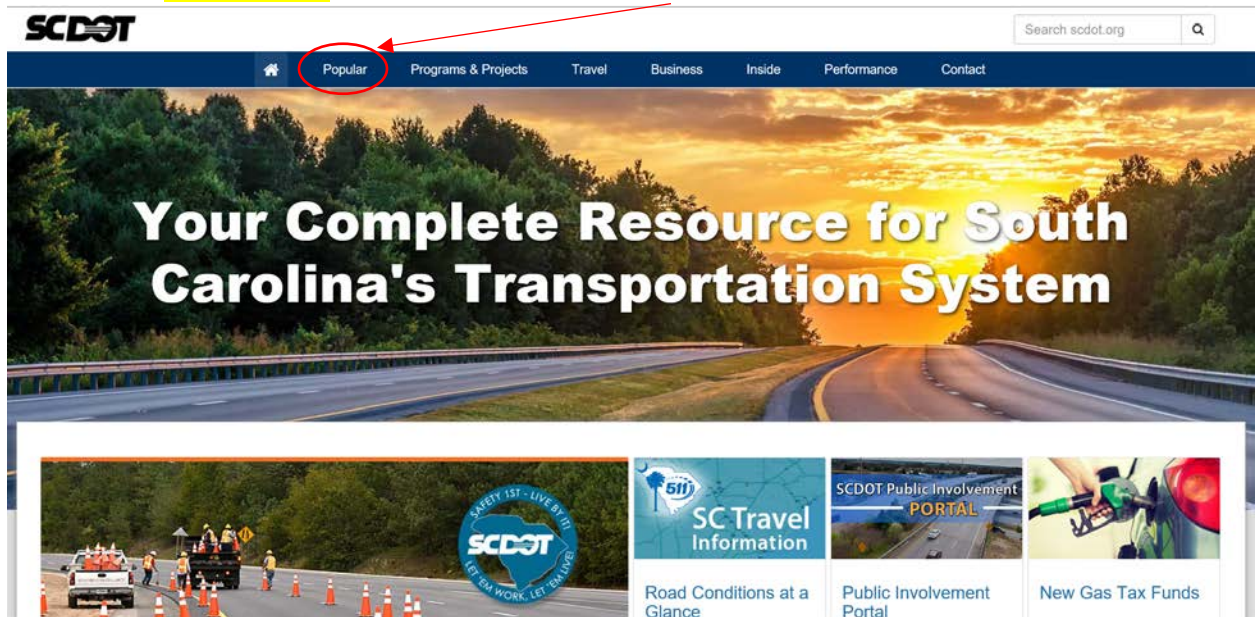 SCDOT
Search scdot.org
Popular Programs & Projects Travel Business Inside Performance Contact
Your Complete Resource for South
Carolina's Transportation System
SAFETY 1ST - LIVE BY IT!
SCDOT
LET 'EM WORK, LET 'EM LIVE!
511
SC Travel
Information
SCDOT Public Involvement
PORTAL
Road Conditions at a
Glance
Public Involvement
Portal
New Gas Tax Funds